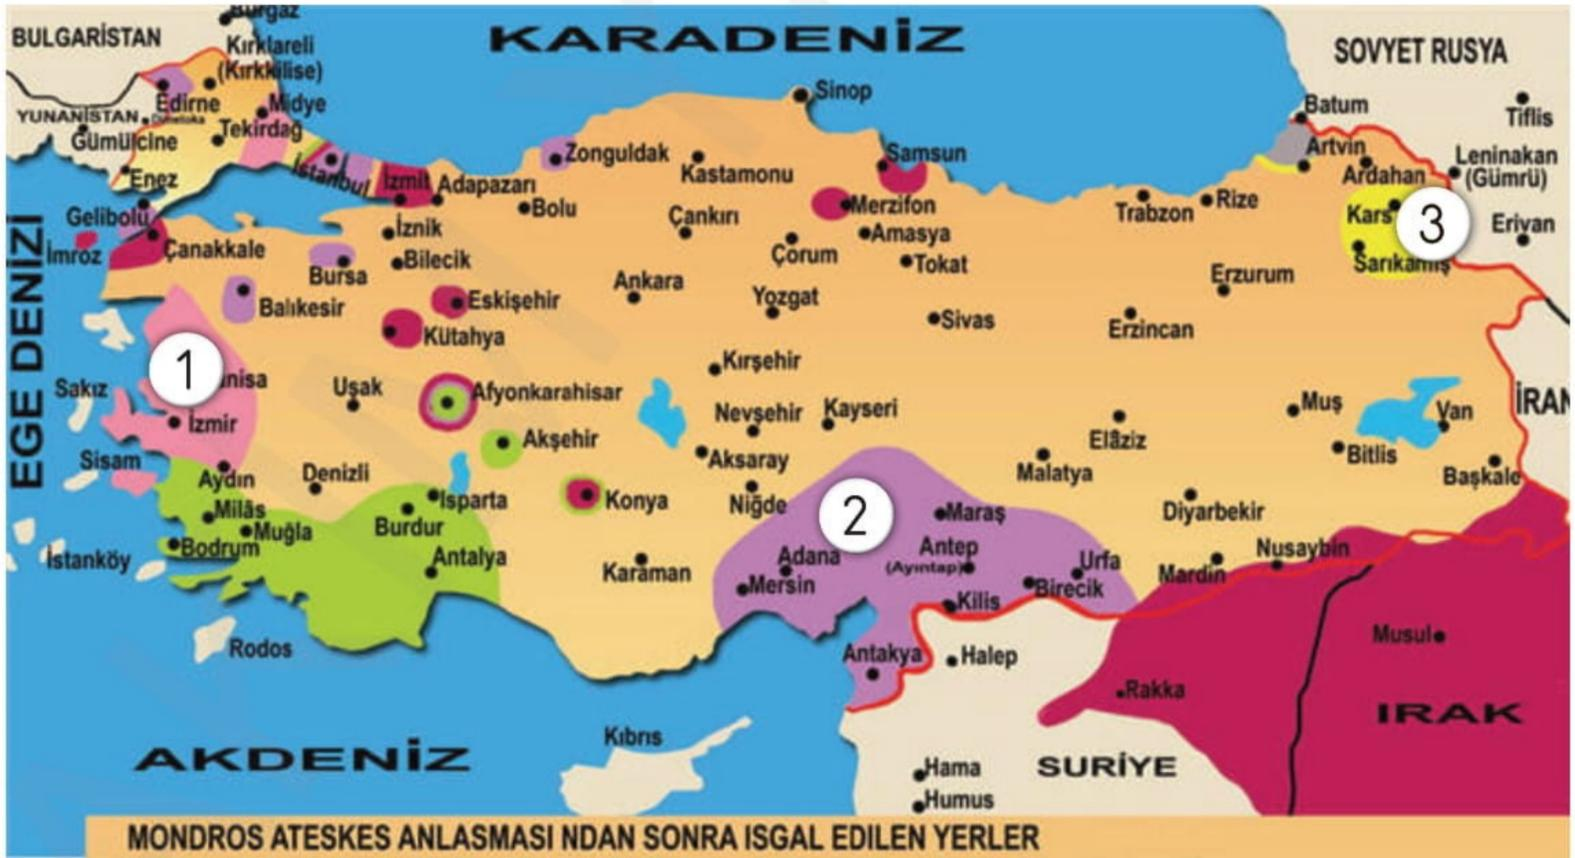 Burgaz
BULGARİSTAN
KARADENİZ
Kırklareli
(Kırkkilise)
SOVYET RUSYA
Sinop
Edirne
Midye
Batum
Tiflis
YUNANİSTAN
Dimetoka
Gümülcine
Tekirdağ
Artvin
İstanbul
Zonguldak
Samsun
Leninakan
(Gümrü)
Kastamonu
Ardahan
Enez
İzmit
Adapazarı
Bolu
Merzifon
Trabzon
Rize
Kars
3
Erivan
Gelibolu
İznik
Çankırı
Amasya
İmroz
Çanakkale
Bilecik
Çorum
Tokat
Sarıkamış
EGE DENİZİ
Bursa
Ankara
Erzurum
Balıkesir
Eskişehir
Yozgat
Kütahya
Sivas
Erzincan
1
nisa
Kırşehir
Sakız
Uşak
Afyonkarahisar
Nevşehir
Kayseri
Muş
Van
İRAN
İzmir
Akşehir
Elâziz
Bitlis
Sisam
Aksaray
Malatya
Başkale
Aydın
Denizli
Isparta
Konya
Niğde
2
Maraş
Diyarbekir
Milâs
Burdur
Muğla
Bodrum
Antalya
Karaman
Adana
Antep
(Ayıntap)
Urfa
Mardin
Nusaybin
İstanköy
Mersin
Birecik
Kilis
Rodos
Antakya
Halep
Musul
Rakka
IRAK
Kıbrıs
AKDENİZ
Hama
SURİYE
Humus
MONDROS ATESKES ANLASMASI NDAN SONRA ISGAL EDILEN YERLER